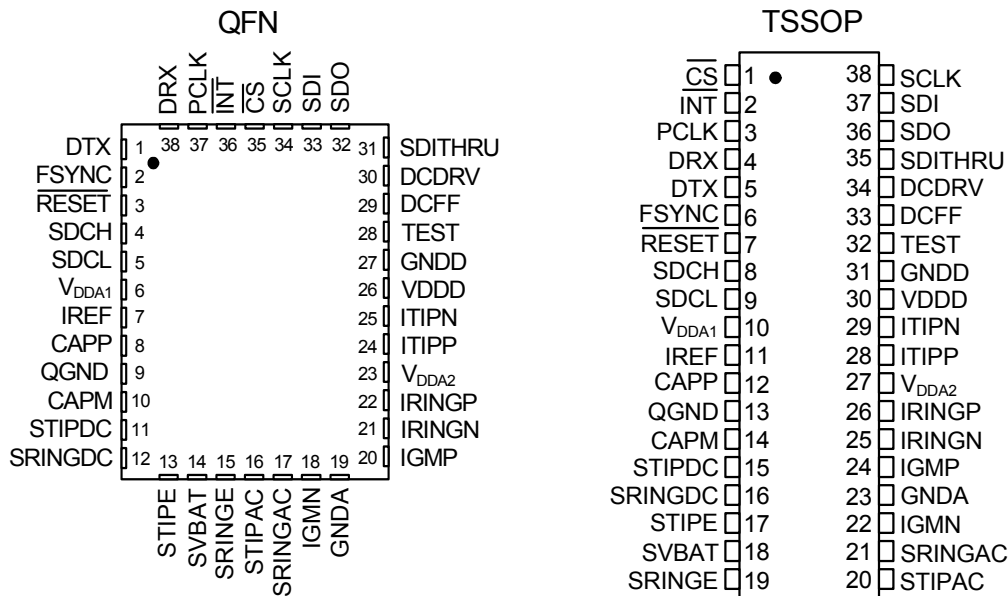 QFN
DRX
PCLK
INT
CS
SCLK
SDI
SDO
38 37 36 35 34 33 32
DTX 1
FSYNC 2
RESET 3
SDCH 4
SDCL 5
VDDA1 6
IREF 7
CAPP 8
QGND 9
CAPM 10
STIPDC 11
SRINGDC 12
31 SDITHRU
30 DCDRV
29 DCFF
28 TEST
27 GNDD
26 VDDD
25 ITIPN
24 ITIPP
23 VDDA2
22 IRINGP
21 IRINGN
20 IGMP
13 14 15 16 17 18 19
STIPE
SVBAT
SRINGE
STIPAC
SRINGAC
IGMN
GNDA
TSSOP
CS 1 38 SCLK
INT 2 37 SDI
PCLK 3 36 SDO
DRX 4 35 SDITHRU
DTX 5 34 DCDRV
FSYNC 6 33 DCFF
RESET 7 32 TEST
SDCH 8 31 GNDD
SDCL 9 30 VDDD
VDDA1 10 29 ITIPN
IREF 11 28 ITIPP
CAPP 12 27 VDDA2
QGND 13 26 IRINGP
CAPM 14 25 IRINGN
STIPDC 15 24 IGMP
SRINGDC 16 23 GNDA
STIPE 17 22 IGMN
SVBAT 18 21 SRINGAC
SRINGE 19 20 STIPAC